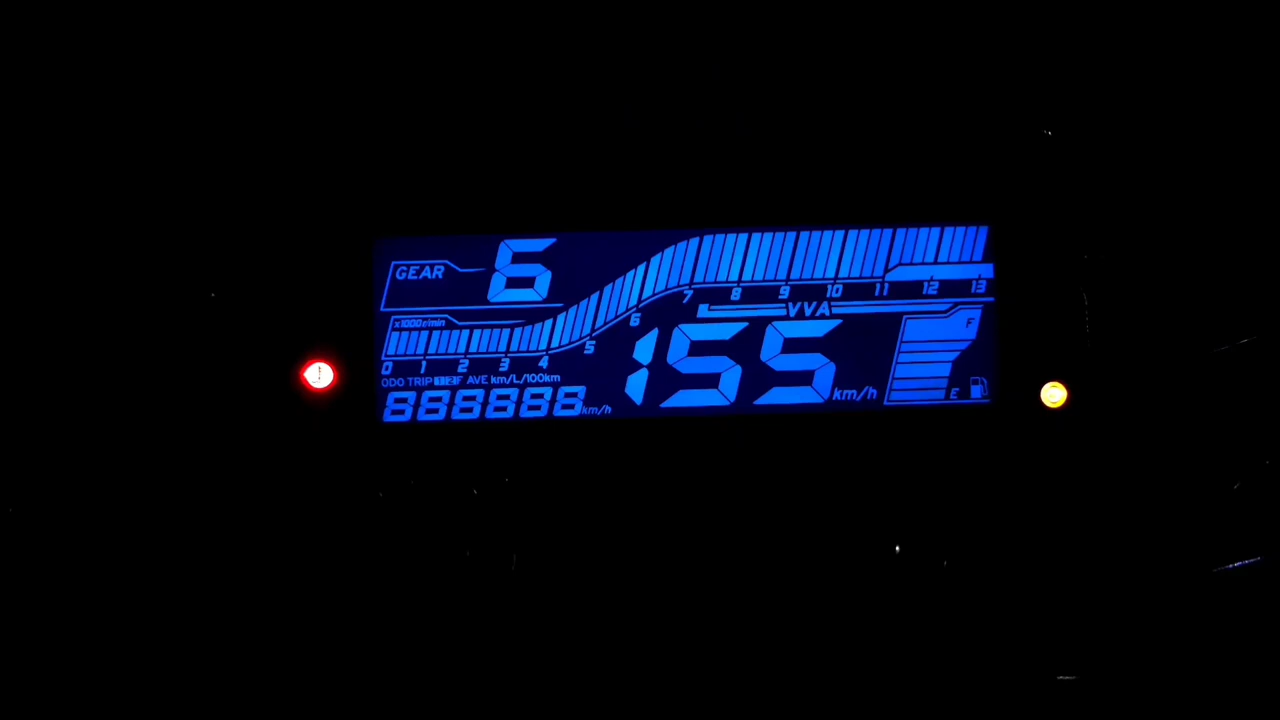 GEAR 6
x1000 r/min
0 1 2 3 4 5 6 7 8 9 10 11 12 13
VVA
155 km/h
F
E
ODO TRIP 1 2 F AVE km/L/100km
888888 km/h